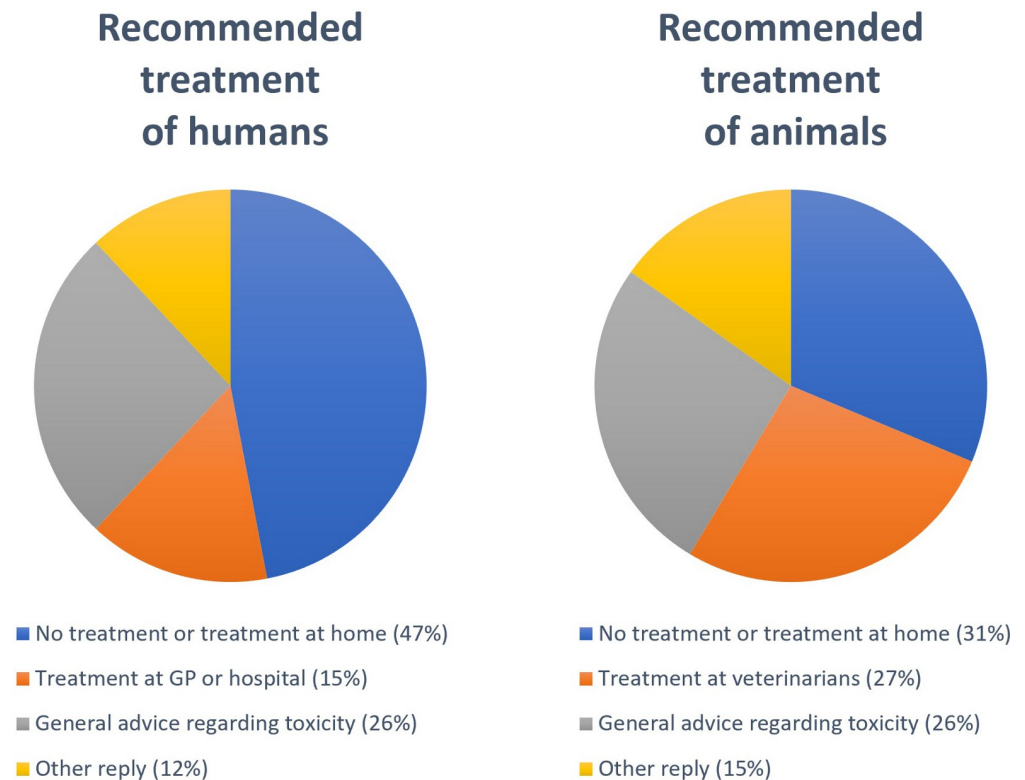 Recommended
treatment
of humans
No treatment or treatment at home (47%)
Treatment at GP or hospital (15%)
General advice regarding toxicity (26%)
Other reply (12%)
Recommended
treatment
of animals
No treatment or treatment at home (31%)
Treatment at veterinarians (27%)
General advice regarding toxicity (26%)
Other reply (15%)